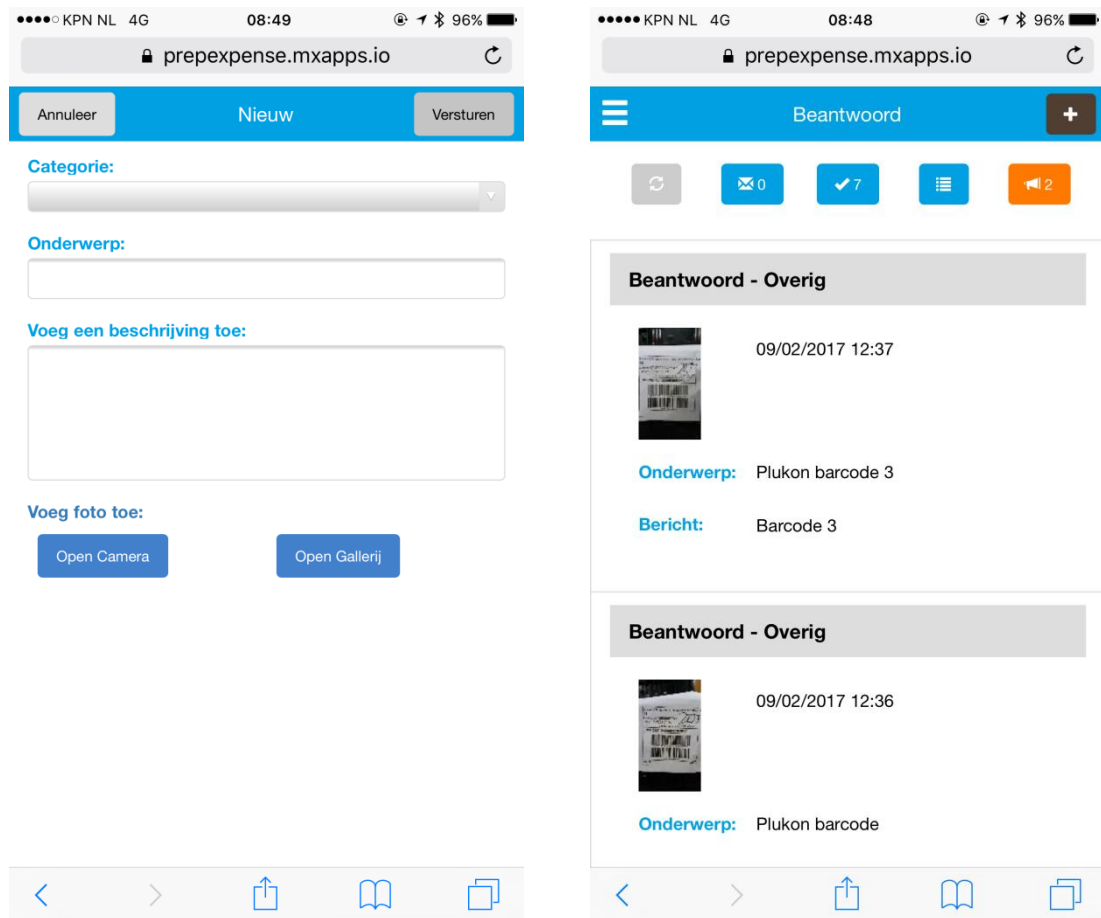 KPN NL 4G 08:49 96%
prepexpense.mxapps.io
Annuleer Nieuw Versturen
Categorie:
Onderwerp:
Voeg een beschrijving toe:
Voeg foto toe:
Open Camera Open Gallerij
KPN NL 4G 08:48 96%
prepexpense.mxapps.io
Beantwoord +
0 7 2
Beantwoord - Overig
09/02/2017 12:37
Onderwerp: Plukon barcode 3
Bericht: Barcode 3
Beantwoord - Overig
09/02/2017 12:36
Onderwerp: Plukon barcode